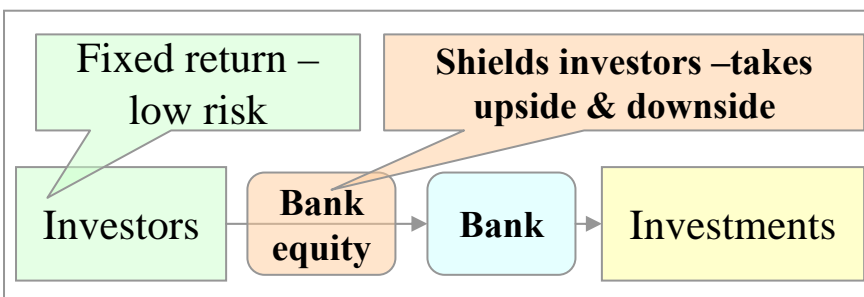 Fixed return –
low risk
Shields investors –takes
upside & downside
Investors
Bank
equity
Bank
Investments